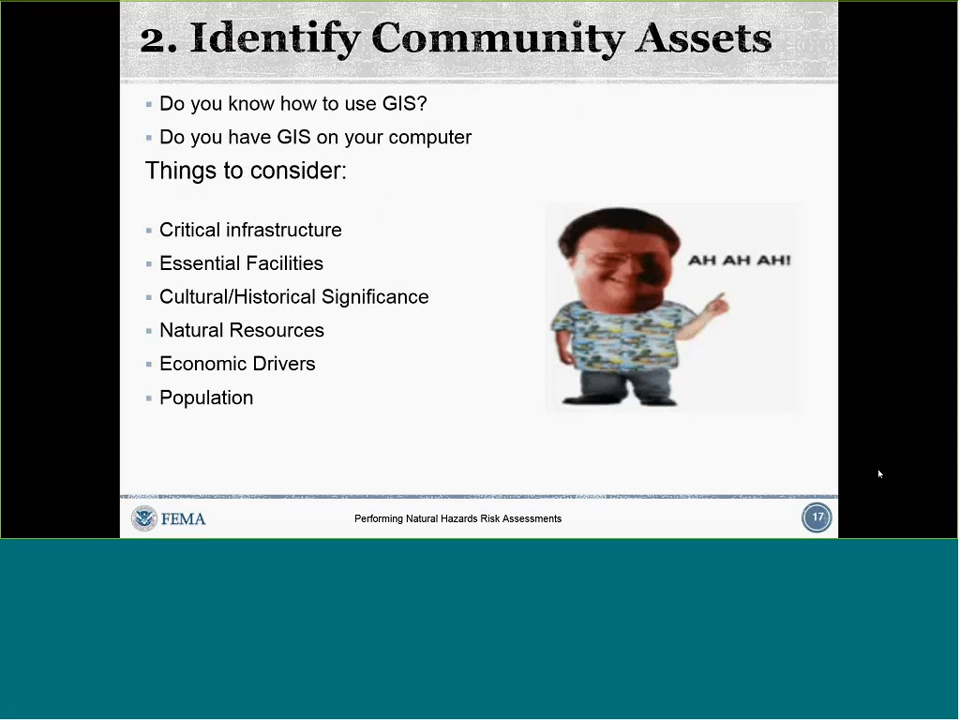 2. Identify Community Assets
Do you know how to use GIS?
Do you have GIS on your computer
Things to consider:
Critical infrastructure
Essential Facilities
Cultural/Historical Significance
Natural Resources
Economic Drivers
Population
AH AH AH!
FEMA
Performing Natural Hazards Risk Assessments
17